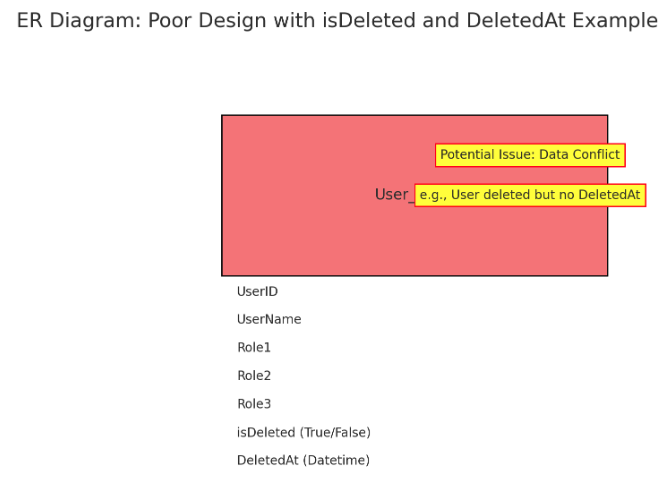 ER Diagram: Poor Design with isDeleted and DeletedAt Example
Potential Issue: Data Conflict
User_
e.g., User deleted but no DeletedAt
UserID
UserName
Role1
Role2
Role3
isDeleted (True/False)
DeletedAt (Datetime)